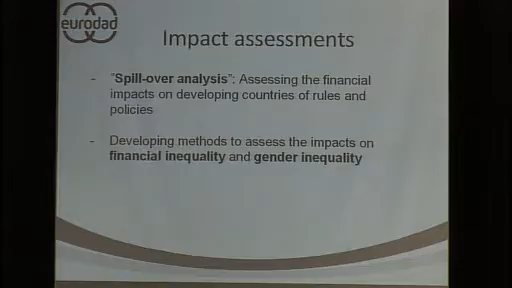 eurodad
Impact assessments
- "Spill-over analysis": Assessing the financial
impacts on developing countries of rules and
policies
- Developing methods to assess the impacts on
financial inequality and gender inequality